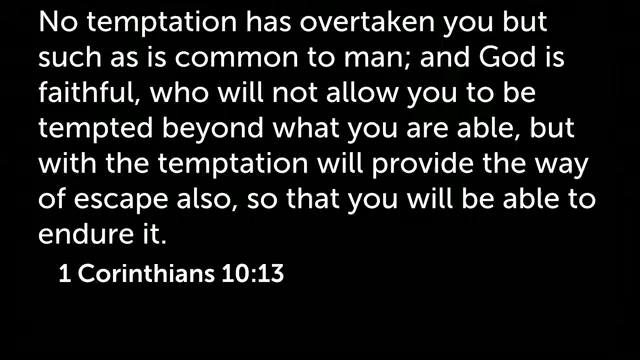 No temptation has overtaken you but
such as is common to man; and God is
faithful, who will not allow you to be
tempted beyond what you are able, but
with the temptation will provide the way
of escape also, so that you will be able to
endure it.
1 Corinthians 10:13